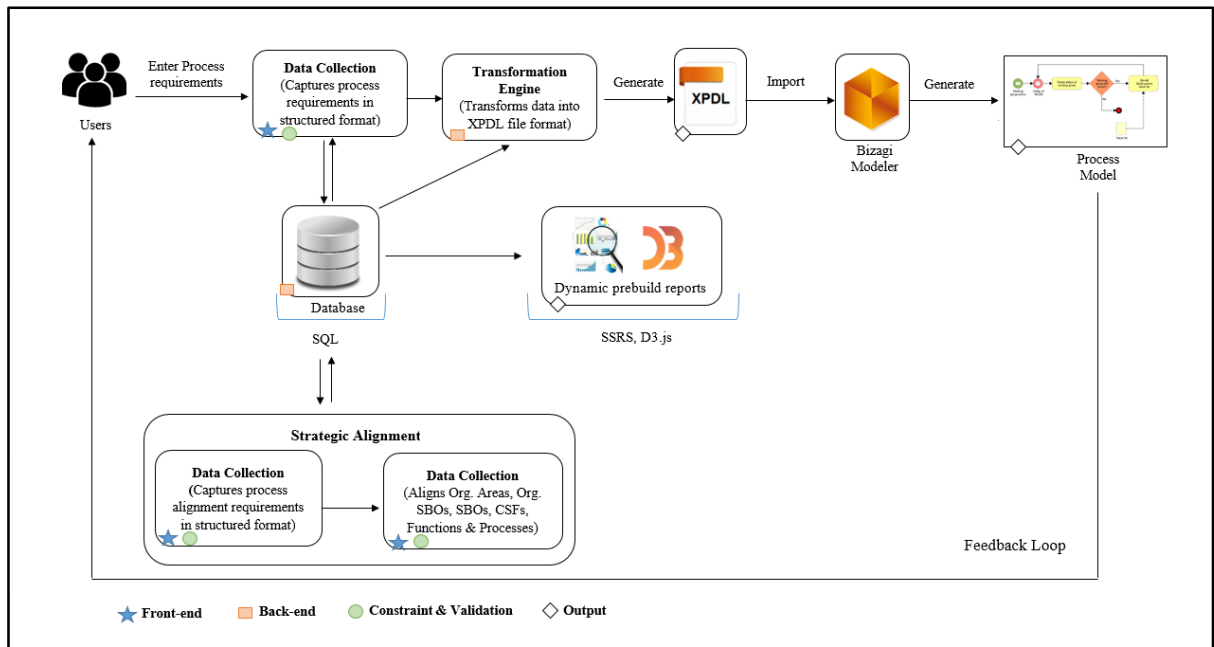 Users
Enter Process
requirements
Data Collection
(Captures process
requirements in
structured format)
Transformation
Engine
(Transforms data into
XPDL file format)
Generate
XPDL
Import
Bizagi
Modeler
Generate
Process
Model
Database
SQL
D3
Dynamic prebuild reports
SSRS, D3.js
Strategic Alignment
Data Collection
(Captures process
alignment requirements
in structured format)
Data Collection
(Aligns Org. Areas, Org.
SBOs, SBOs, CSFs,
Functions & Processes)
Feedback Loop
Front-end
Back-end
Constraint & Validation
Output